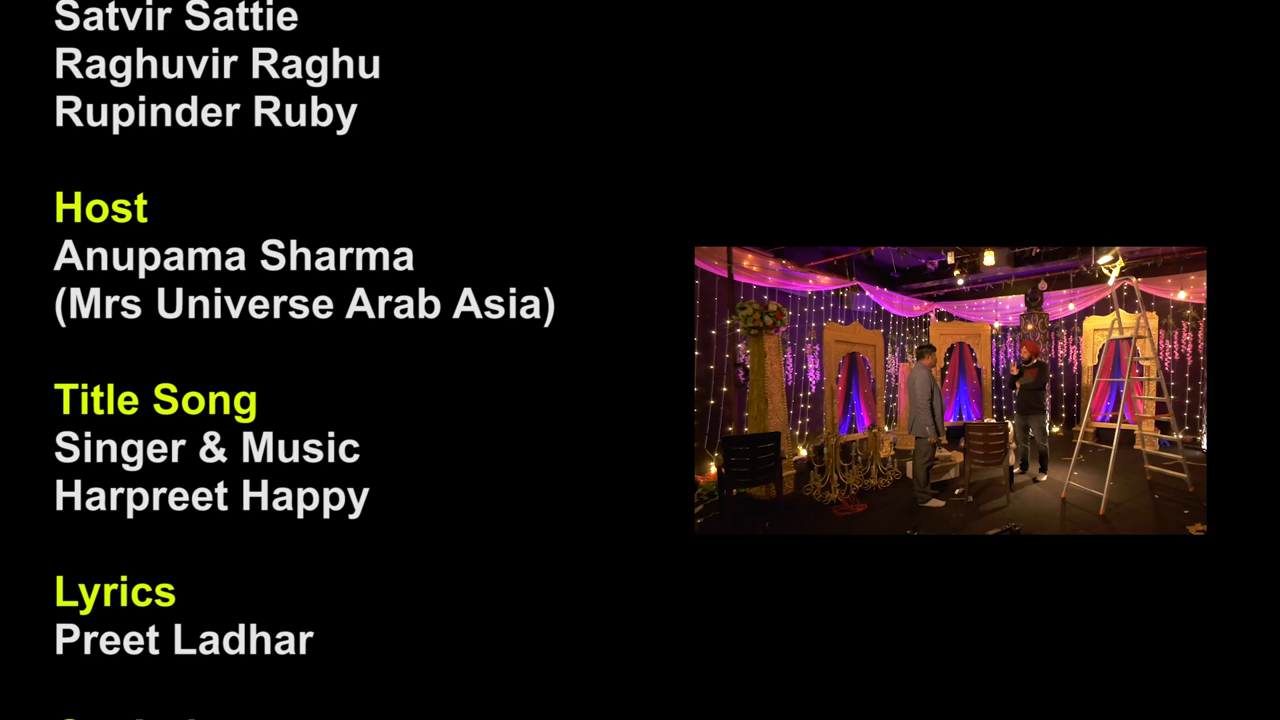 Satvir Sattie
Raghuvir Raghu
Rupinder Ruby
Host
Anupama Sharma
(Mrs Universe Arab Asia)
Title Song
Singer & Music
Harpreet Happy
Lyrics
Preet Ladhar